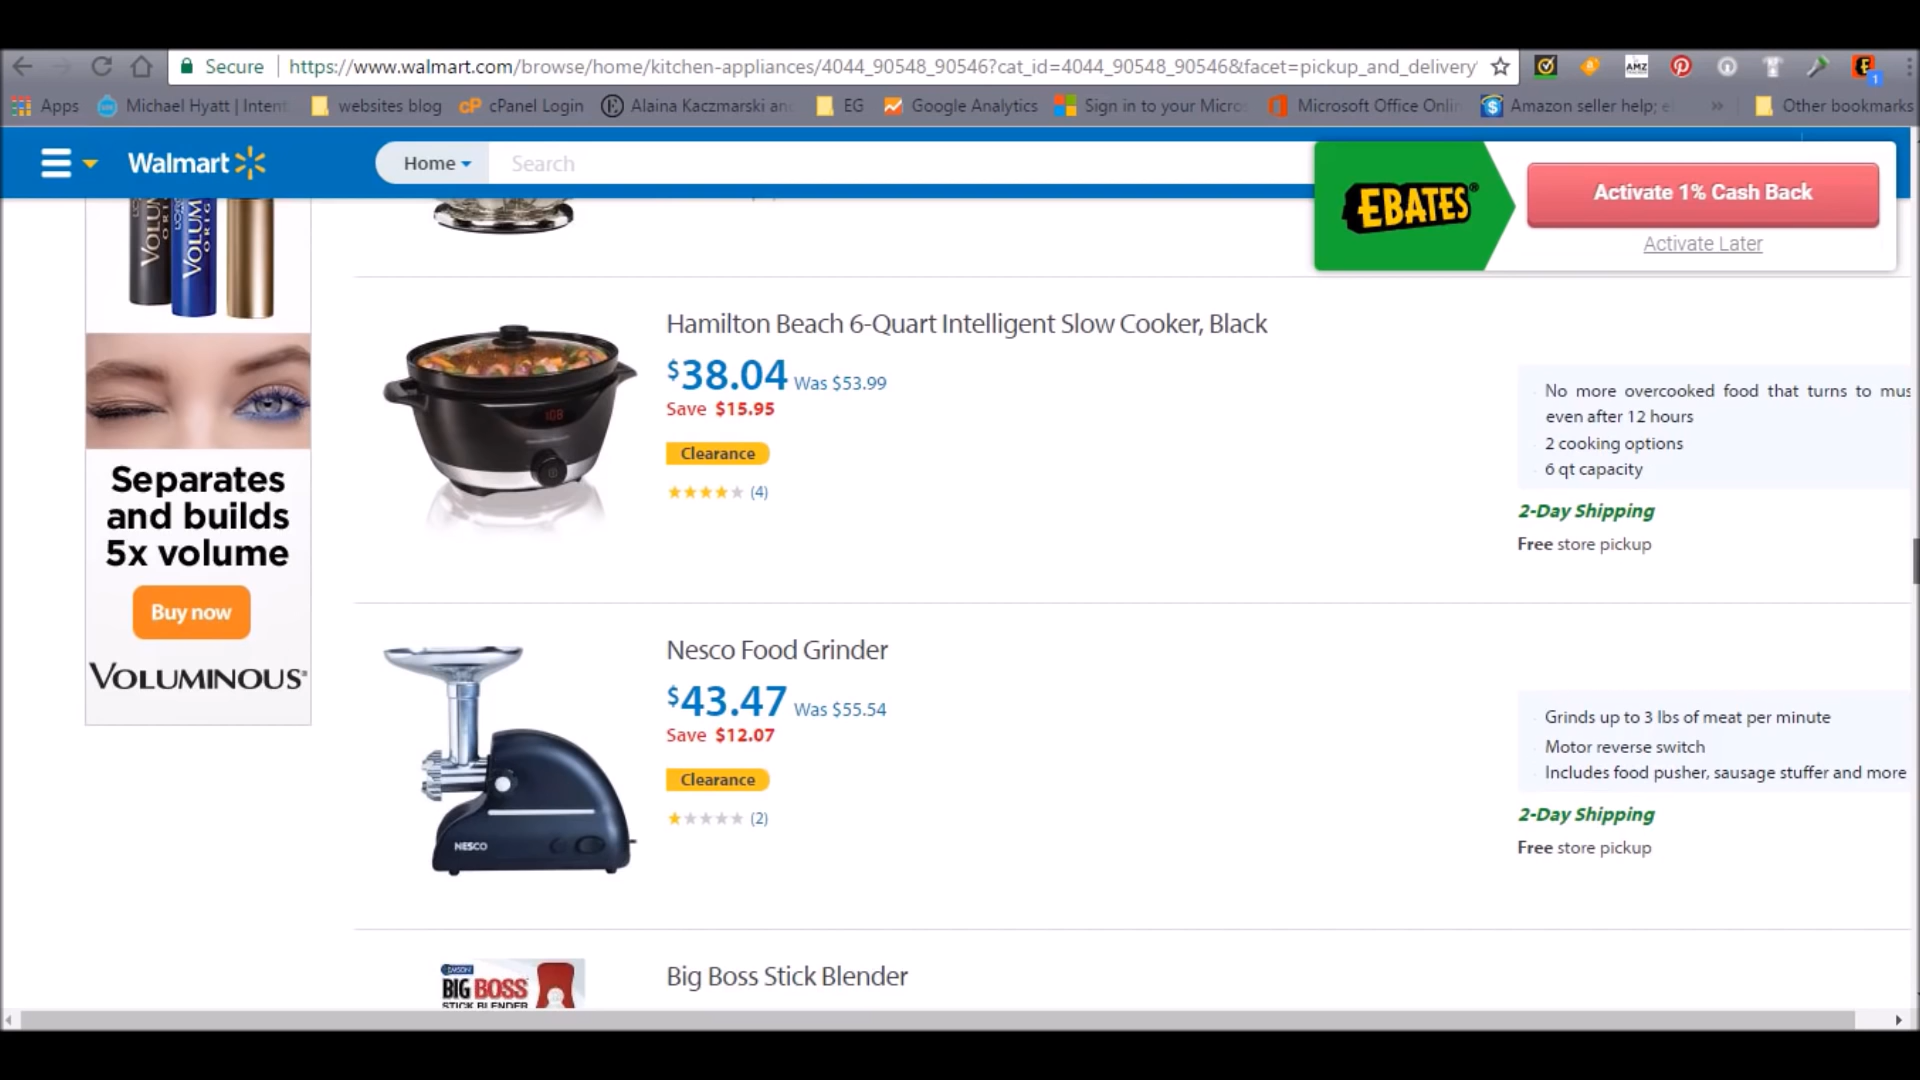 Secure
https://www.walmart.com/browse/home/kitchen-appliances/4044_90548_90546?cat_id=4044_90548_90546&facet=pickup_and_delivery
AMZ
1
Apps
Michael Hyatt | Intent
websites blog
cP cPanel Login
Alaina Kaczmarski an
EG
Google Analytics
Sign in to your Micro
Microsoft Office Onlin
Amazon seller help; e
»
Other bookmarks
Walmart
Home
Search
EBATES®
Activate 1% Cash Back
Activate Later
Separates
and builds
5x volume
Buy now
VOLUMINOUS®
Hamilton Beach 6-Quart Intelligent Slow Cooker, Black
$38.04 Was $53.99
Save $15.95
Clearance
(4)
No more overcooked food that turns to mus
even after 12 hours
2 cooking options
6 qt capacity
2-Day Shipping
Free store pickup
NESCO
Nesco Food Grinder
$43.47 Was $55.54
Save $12.07
Clearance
(2)
Grinds up to 3 lbs of meat per minute
Motor reverse switch
Includes food pusher, sausage stuffer and more
2-Day Shipping
Free store pickup
BIG BOSS
STICK BLENDER
Big Boss Stick Blender